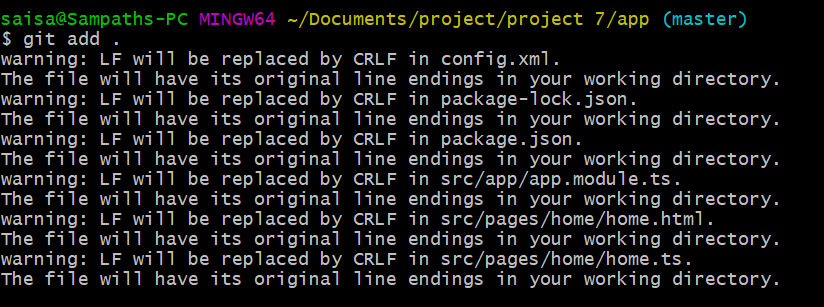 saisa@Sampaths-PC MINGW64 ~/Documents/project/project 7/app (master)
$ git add .
warning: LF will be replaced by CRLF in config.xml.
The file will have its original line endings in your working directory.
warning: LF will be replaced by CRLF in package-lock.json.
The file will have its original line endings in your working directory.
warning: LF will be replaced by CRLF in package.json.
The file will have its original line endings in your working directory.
warning: LF will be replaced by CRLF in src/app/app.module.ts.
The file will have its original line endings in your working directory.
warning: LF will be replaced by CRLF in src/pages/home/home.html.
The file will have its original line endings in your working directory.
warning: LF will be replaced by CRLF in src/pages/home/home.ts.
The file will have its original line endings in your working directory.